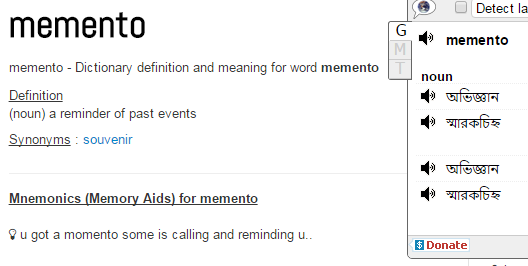 memento
memento - Dictionary definition and meaning for word memento
Definition
(noun) a reminder of past events
Synonyms : souvenir
Mnemonics (Memory Aids) for memento
u got a momento some is calling and reminding u..
Detect la
G
M
T
memento
noun
অভিজ্ঞান
স্মারকচিহ্ন
অভিজ্ঞান
স্মারকচিহ্ন
$ Donate